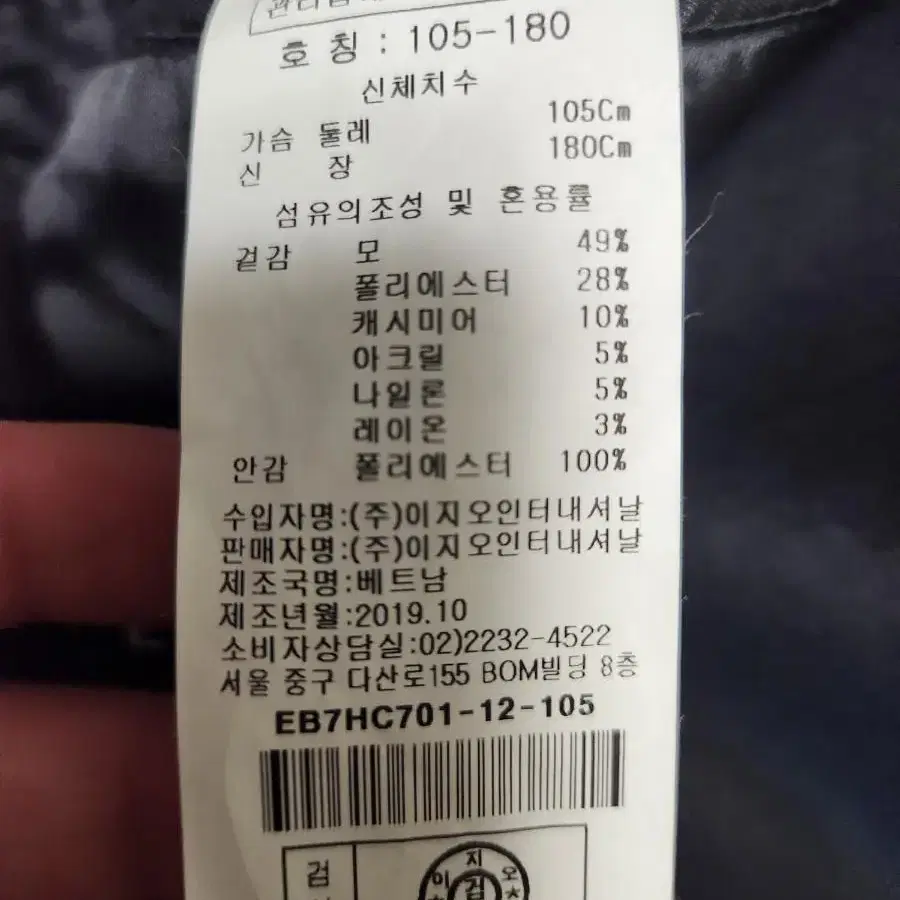 호 칭 : 105-180
신체치수
가슴 둘레 105Cm
신 장 180Cm
섬유의조성 및 혼용률
겉감 모 49%
폴리에스터 28%
캐시미어 10%
아크릴 5%
나일론 5%
레이온 3%
안감 폴리에스터 100%
수입자명:(주)이지오인터내셔날
판매자명:(주)이지오인터내셔날
제조국명:베트남
제조년월:2019.10
소비자상담실:02)2232-4522
서울 중구 다산로155 BOM빌딩 8층
EB7HC701-12-105
검
지
이 검 오